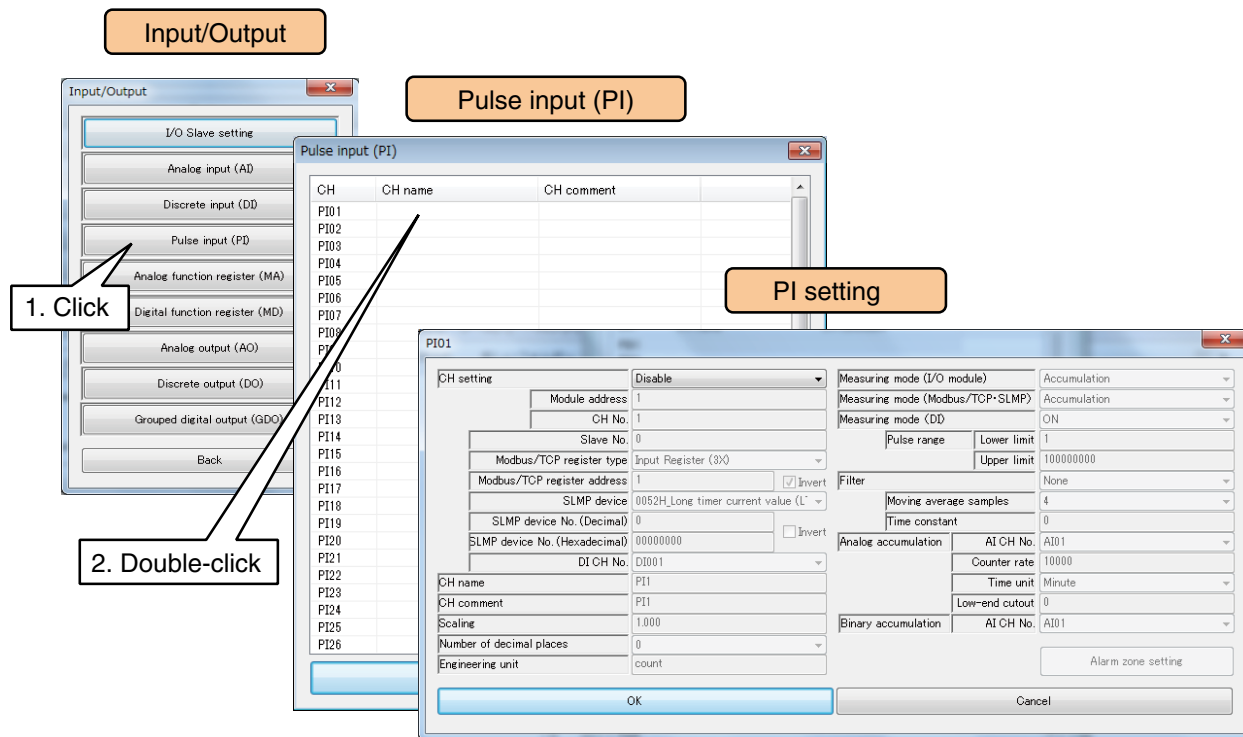 Input/Output
Input/Output
I/O Slave setting
Analog input (AI)
Discrete input (DI)
Pulse input (PI)
Analog function register (MA)
Digital function register (MD)
Analog output (AO)
Discrete output (DO)
Grouped digital output (GDO)
Back
1. Click
Pulse input (PI)
Pulse input (PI)
CH CH name CH comment
PI01
PI02
PI03
PI04
PI05
PI06
PI07
PI08
PI11
PI12
PI13
PI14
PI15
PI16
PI17
PI18
PI19
PI20
PI21
PI22
PI23
PI24
PI25
PI26
2. Double-click
PI setting
PI01
CH setting Disable
Module address 1
CH No. 1
Slave No. 0
Modbus/TCP register type Input Register (3X)
Modbus/TCP register address 1 Invert
SLMP device 0052H_Long timer current value
SLMP device No. (Decimal) 0 Invert
SLMP device No. (Hexadecimal) 00000000
DI CH No. DI001
CH name PI1
CH comment PI1
Scaling 1.000
Number of decimal places 0
Engineering unit count
Measuring mode (I/O module) Accumulation
Measuring mode (Modbus/TCP・SLMP) Accumulation
Measuring mode (DI) ON
Pulse range Lower limit 1
Upper limit 100000000
Filter None
Moving average samples 4
Time constant 0
Analog accumulation AI CH No. AI01
Counter rate 10000
Time unit Minute
Low-end cutout 0
Binary accumulation AI CH No. AI01
Alarm zone setting
OK Cancel